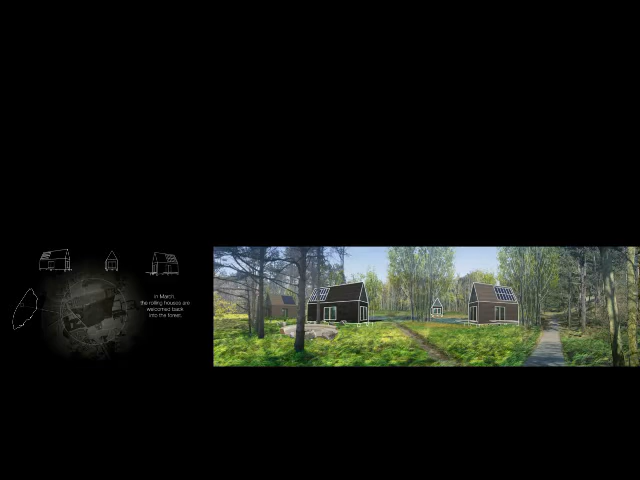 in March,
the rolling houses are
welcomed back
into the forest.